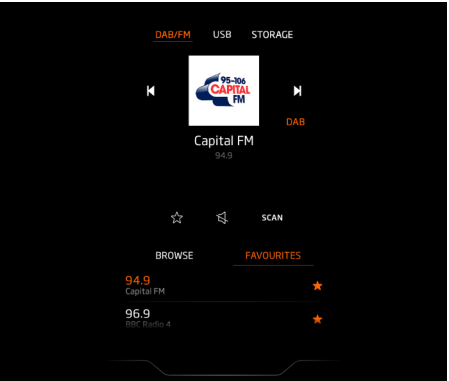 DAB/FM USB STORAGE
95-106
CAPITAL
FM
DAB
Capital FM
94.9
SCAN
BROWSE FAVOURITES
94.9
Capital FM
96.9
BBC Radio 4